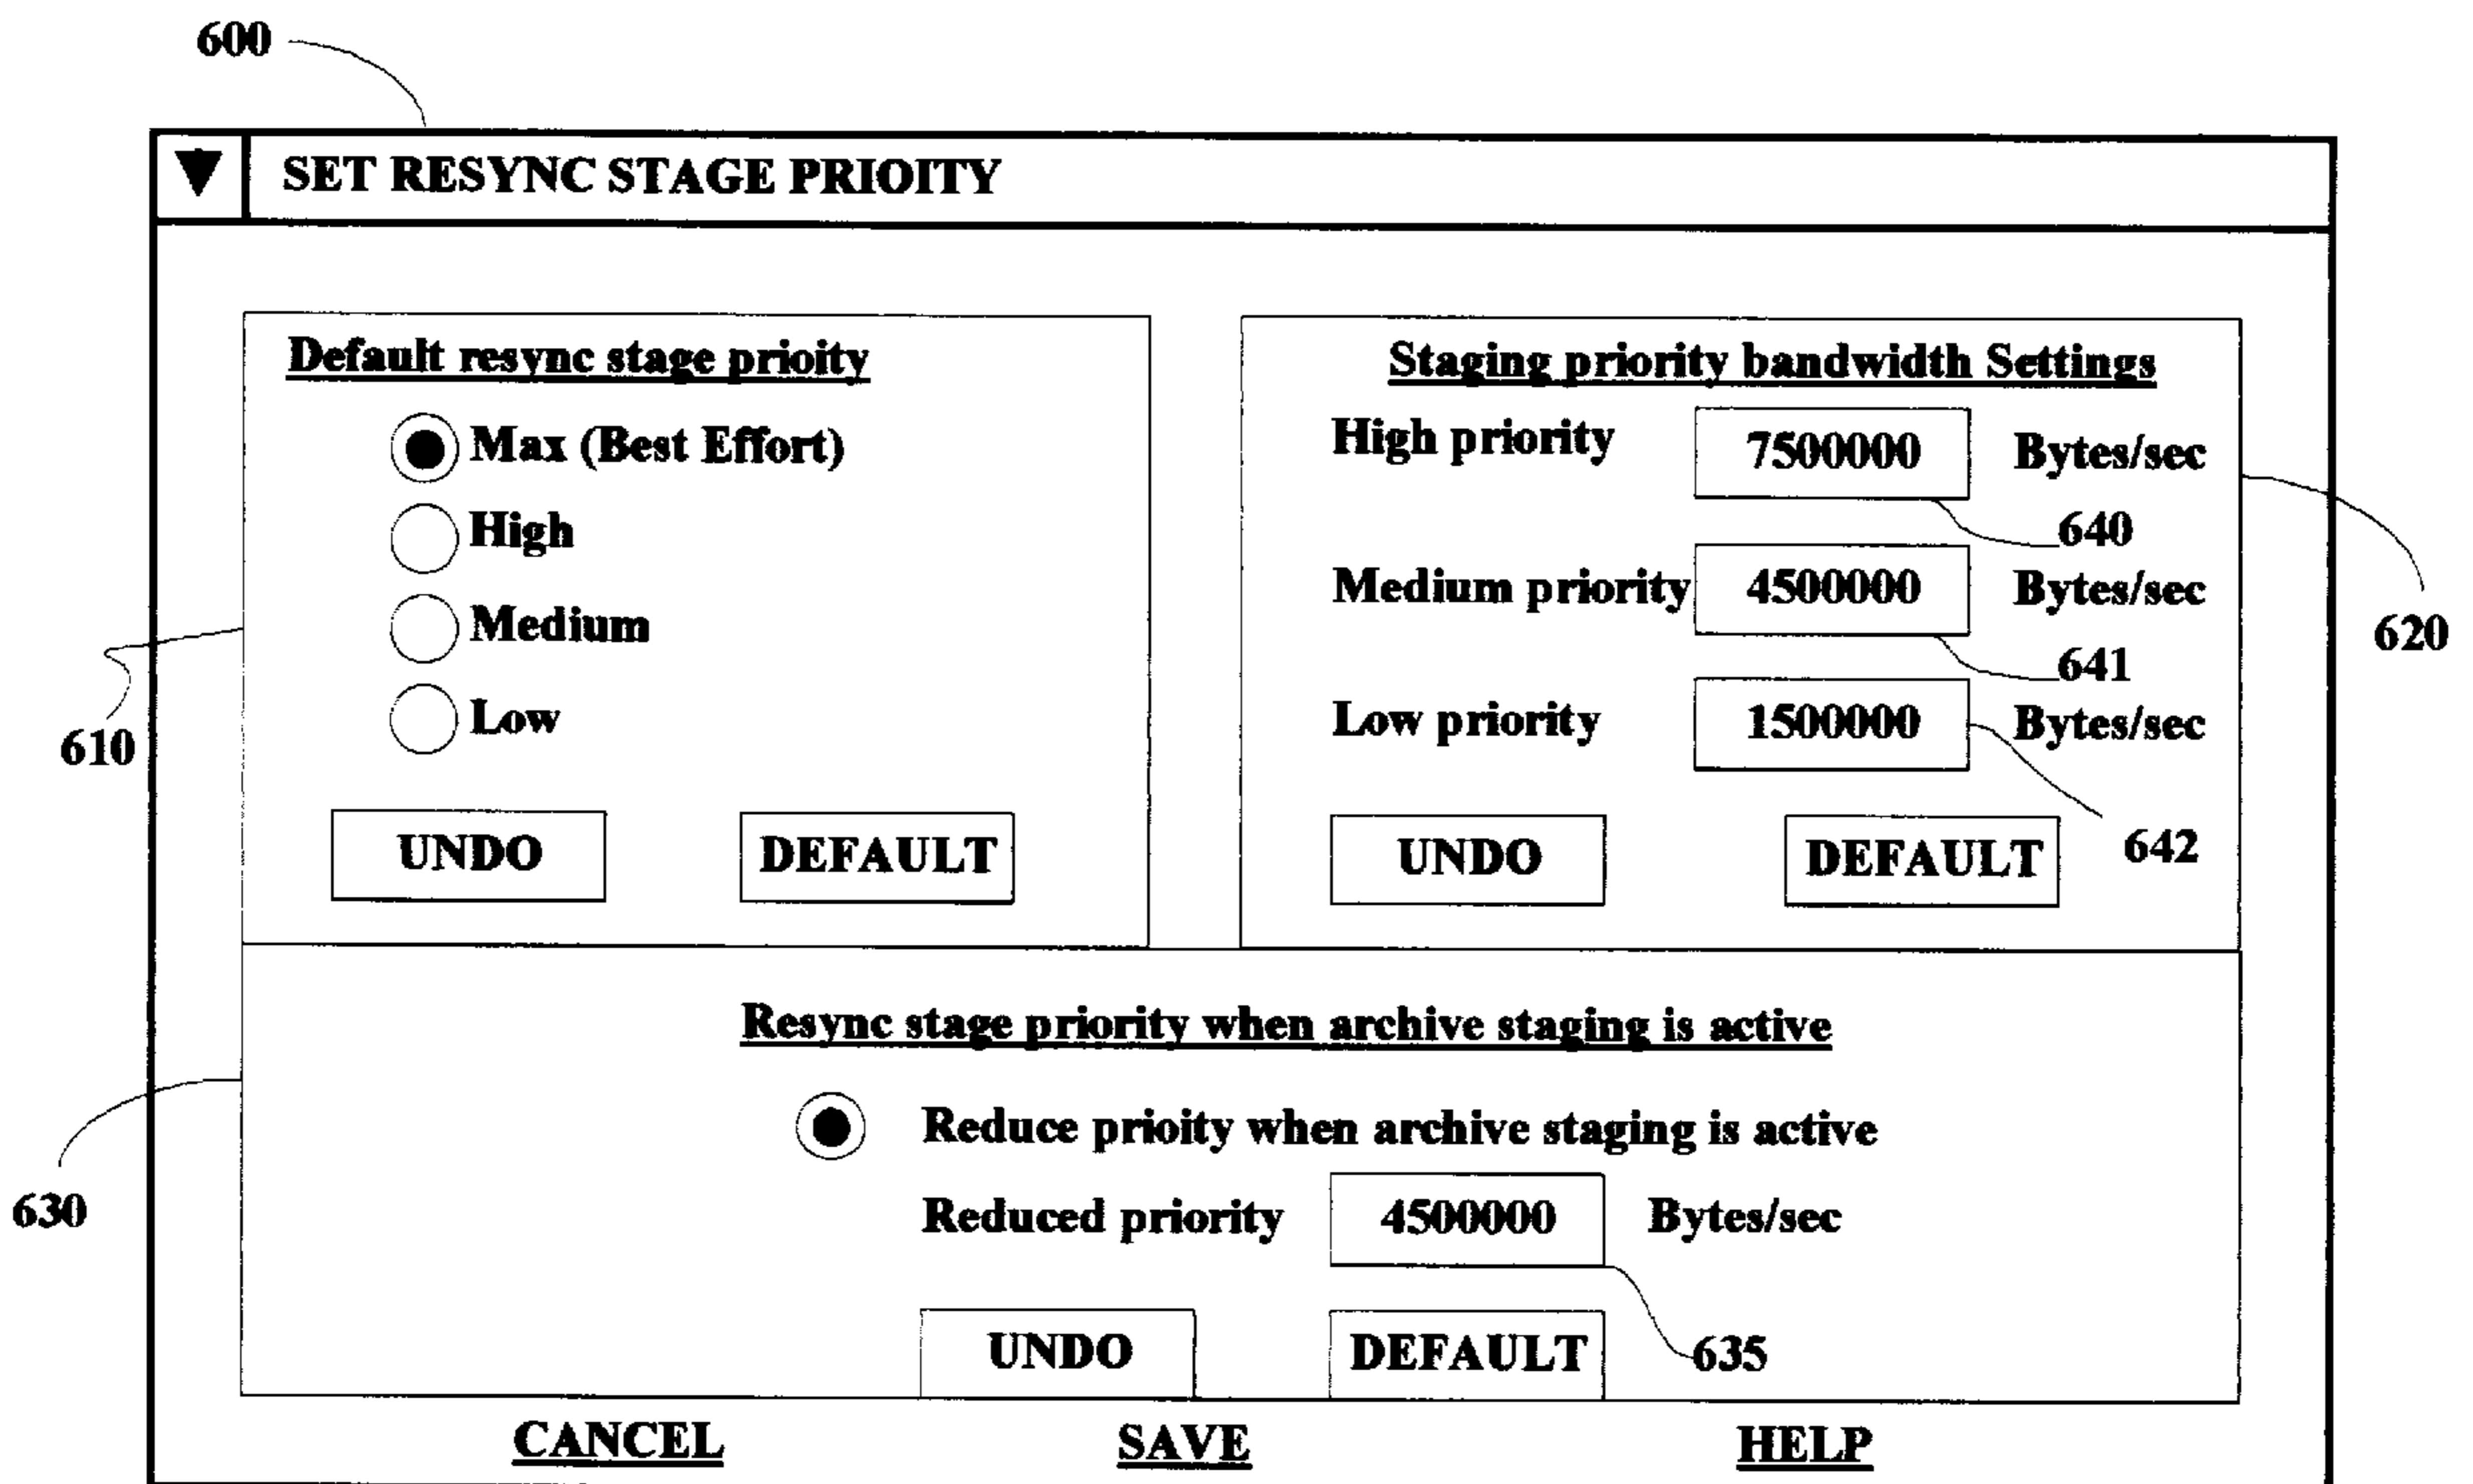 600
SET RESYNC STAGE PRIOITY
Default resync stage prioity
Max (Best Effort)
High
Medium
Low
UNDO DEFAULT
610
Staging priority bandwidth Settings
High priority 7500000 Bytes/sec
640
Medium priority 4500000 Bytes/sec
641
Low priority 1500000 Bytes/sec
642
UNDO DEFAULT
620
Resync stage priority when archive staging is active
Reduce prioity when archive staging is active
Reduced priority 4500000 Bytes/sec
635
UNDO DEFAULT
630
CANCEL SAVE HELP